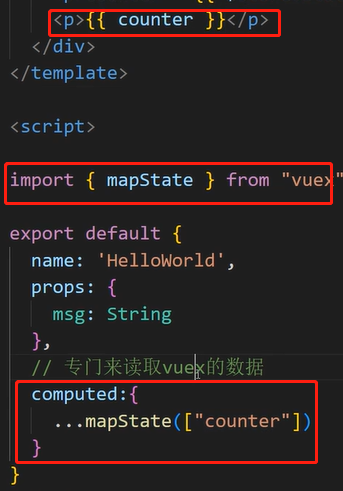 <p>{{ counter }}</p>
</div>
</template>
<script>
import { mapState } from "vuex"
export default {
name: 'HelloWorld',
props: {
msg: String
},
// 专门来读取vuex的数据
computed:{
...mapState(["counter"])
}
}